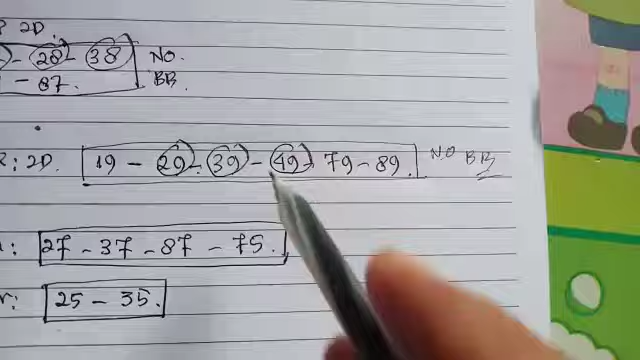 2D.
- 28 - 38 NO.
- 87. BB.
: 2D. 19 - 29 - 39 - 49 - 79 - 89. NO BB
: 27 - 37 - 87 - 75.
r: 25 - 35.